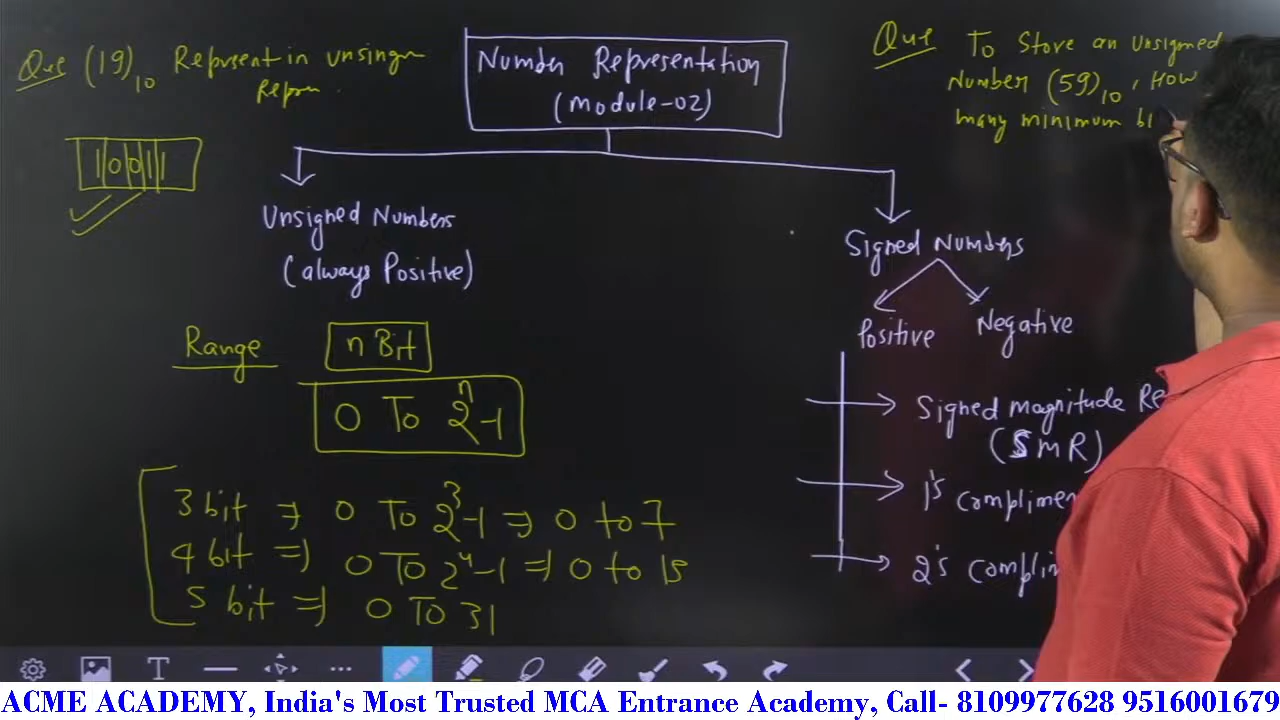 Que (19)10 Represent in unsingn
Reprn.
10011
Number Representation
(Module-02)
Que To Store an unsigned
Number (59)10, How
many minimum bi
Unsigned Numbers
(always Positive)
Signed Numbers
Positive Negative
Range n Bit
0 To 2^n-1
3 bit => 0 To 2^3-1 => 0 to 7
4 bit => 0 To 2^4-1 => 0 to 15
5 bit => 0 To 31
Signed magnitude Re
(SMR)
1's complimen
2's complim
ACME ACADEMY, India's Most Trusted MCA Entrance Academy, Call- 8109977628 9516001679